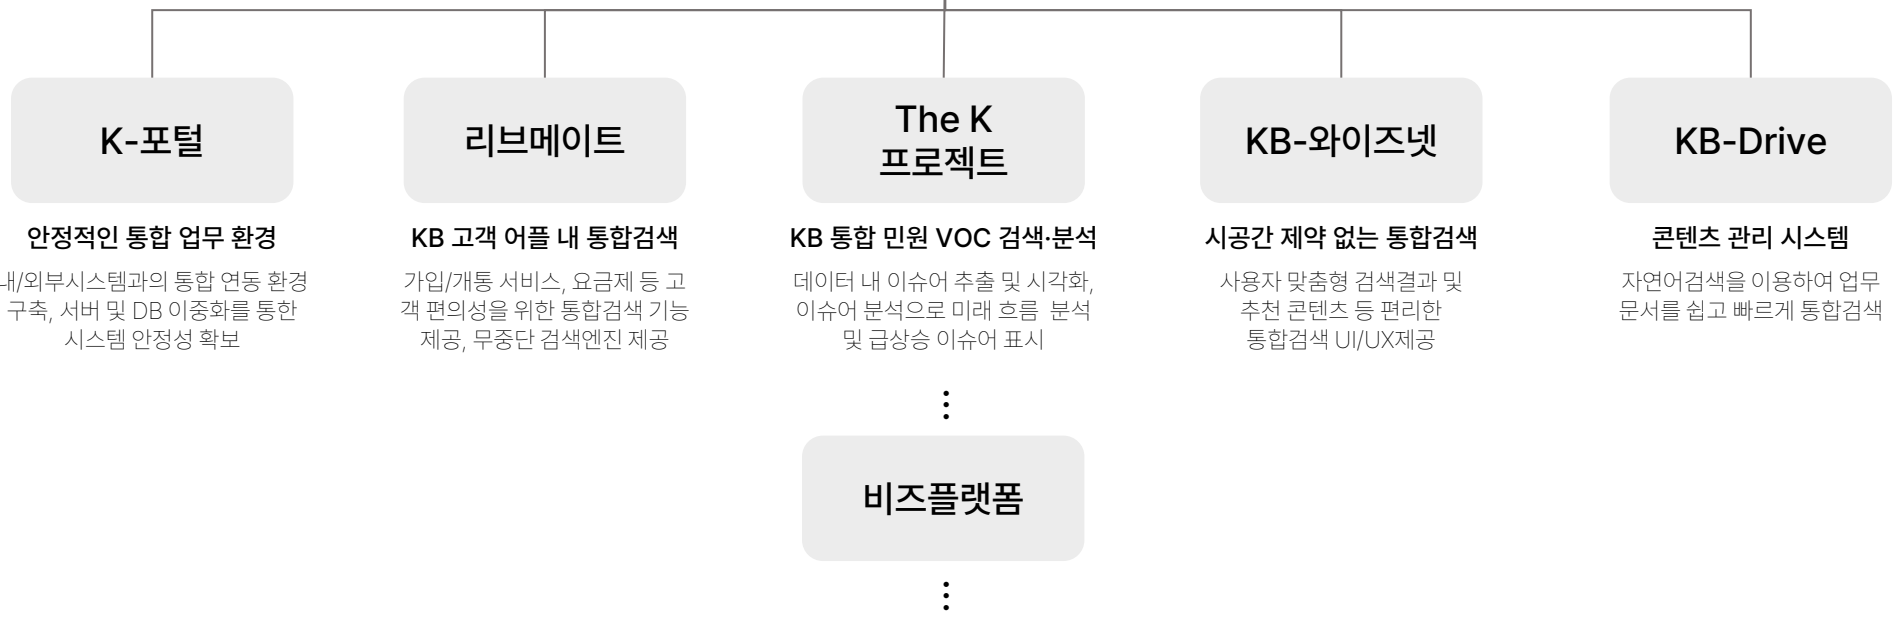 K-포털
안정적인 통합 업무 환경
내/외부시스템과의 통합 연동 환경
구축, 서버 및 DB 이중화를 통한
시스템 안정성 확보
리브메이트
KB 고객 어플 내 통합검색
가입/개통 서비스, 요금제 등 고
객 편의성을 위한 통합검색 기능
제공, 무중단 검색엔진 제공
The K
프로젝트
KB 통합 민원 VOC 검색·분석
데이터 내 이슈어 추출 및 시각화,
이슈어 분석으로 미래 흐름 분석
및 급상승 이슈어 표시
KB-와이즈넷
시공간 제약 없는 통합검색
사용자 맞춤형 검색결과 및
추천 콘텐츠 등 편리한
통합검색 UI/UX제공
KB-Drive
콘텐츠 관리 시스템
자연어검색을 이용하여 업무
문서를 쉽고 빠르게 통합검색
비즈플랫폼